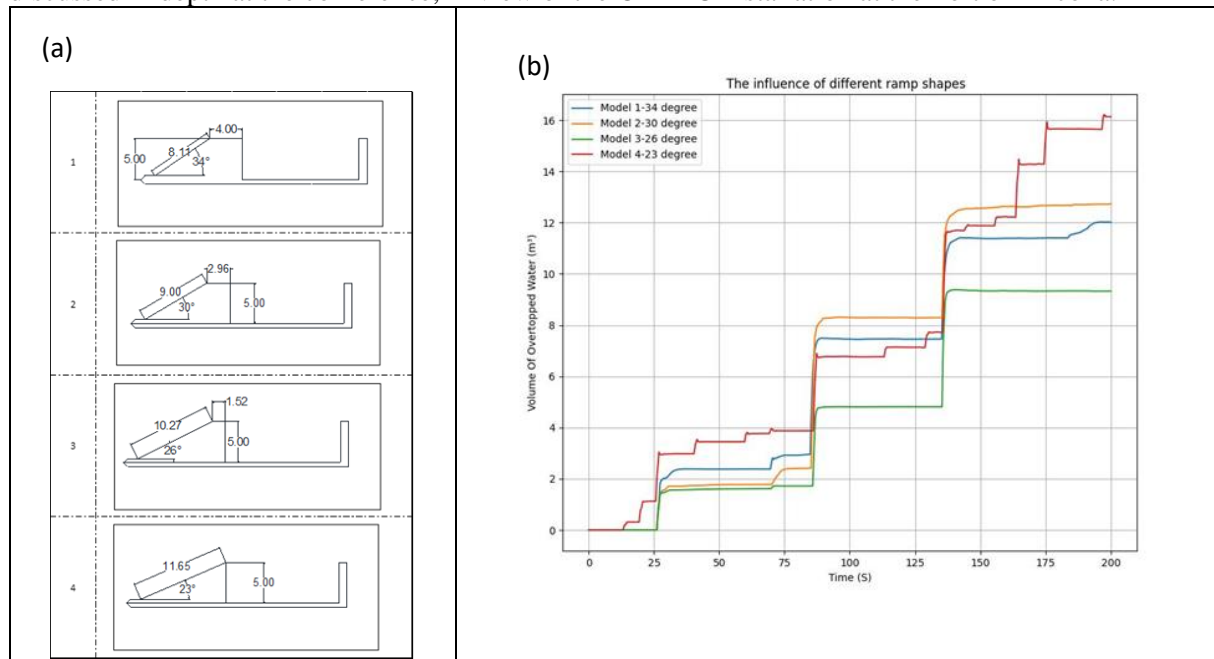 (a)
1
4.00
5.00
8.11
34°
2
2.96
9.00
30°
5.00
3
1.52
10.27
26°
5.00
4
11.65
23°
5.00
(b)
The influence of different ramp shapes
Model 1-34 degree
Model 2-30 degree
Model 3-26 degree
Model 4-23 degree
Volume Of Overtopped Water (m³)
16
14
12
10
8
6
4
2
0
0 25 50 75 100 125 150 175 200
Time (S)